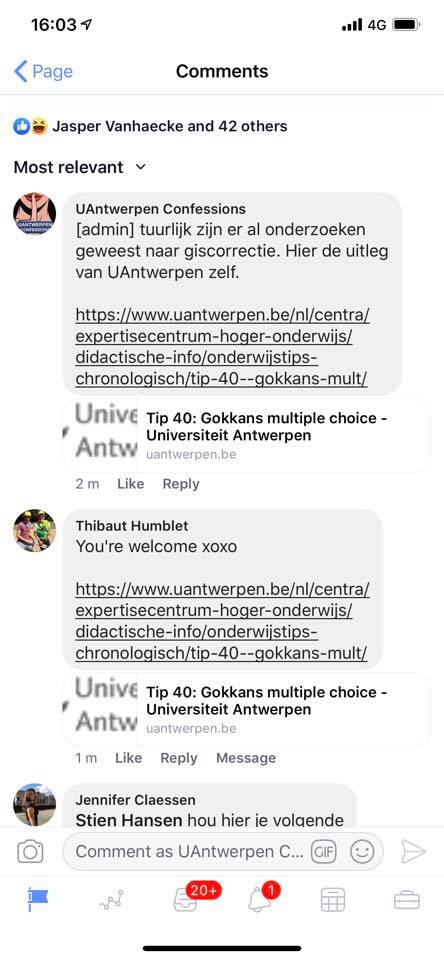 16:03
4G
Page
Comments
Jasper Vanhaecke and 42 others
Most relevant
UAntwerpen Confessions
[admin] tuurlijk zijn er al onderzoeken
geweest naar giscorrectie. Hier de uitleg
van UAntwerpen zelf.
https://www.uantwerpen.be/nl/centra/
expertisecentrum-hoger-onderwijs/
didactische-info/onderwijstips-
chronologisch/tip-40--gokkans-mult/
Unive
Antw
Tip 40: Gokkans multiple choice -
Universiteit Antwerpen
uantwerpen.be
2 m Like Reply
Thibaut Humblet
You're welcome xoxo
https://www.uantwerpen.be/nl/centra/
expertisecentrum-hoger-onderwijs/
didactische-info/onderwijstips-
chronologisch/tip-40--gokkans-mult/
Unive
Antw
Tip 40: Gokkans multiple choice -
Universiteit Antwerpen
uantwerpen.be
1 m Like Reply Message
Jennifer Claessen
Stien Hansen hou hier je volgende
Comment as UAntwerpen C... GIF
20+
1